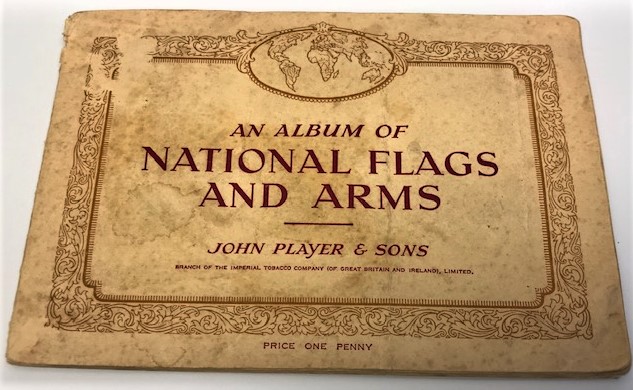 AN ALBUM OF
NATIONAL FLAGS
AND ARMS
JOHN PLAYER & SONS
BRANCH OF THE IMPERIAL TOBACCO COMPANY (OF GREAT BRITAIN AND IRELAND), LIMITED.
PRICE ONE PENNY